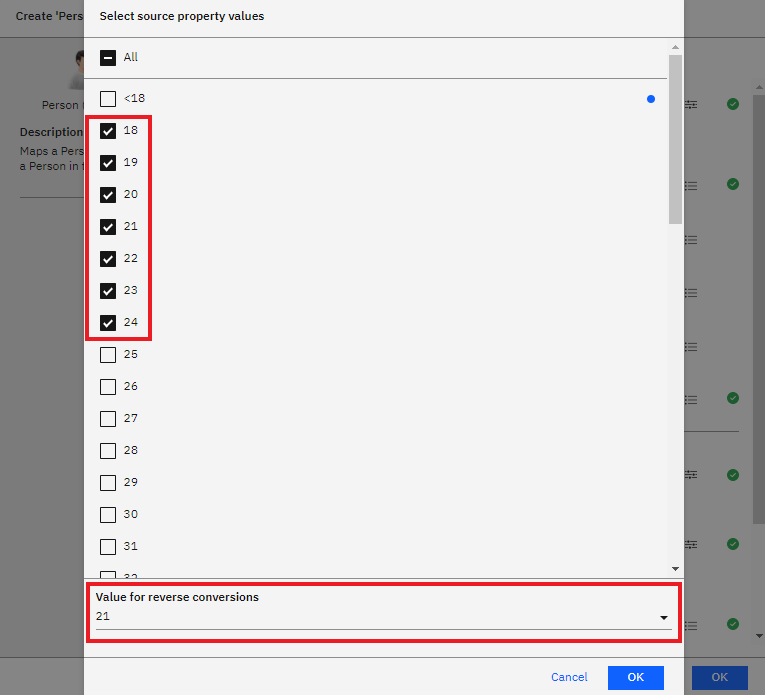 Create 'Pers
Select source property values
All
<18
18
Person
19
Description
Maps a Pers
a Person in t
20
21
22
23
24
25
26
27
28
29
30
31
32
Value for reverse conversions
21
Cancel
OK
OK